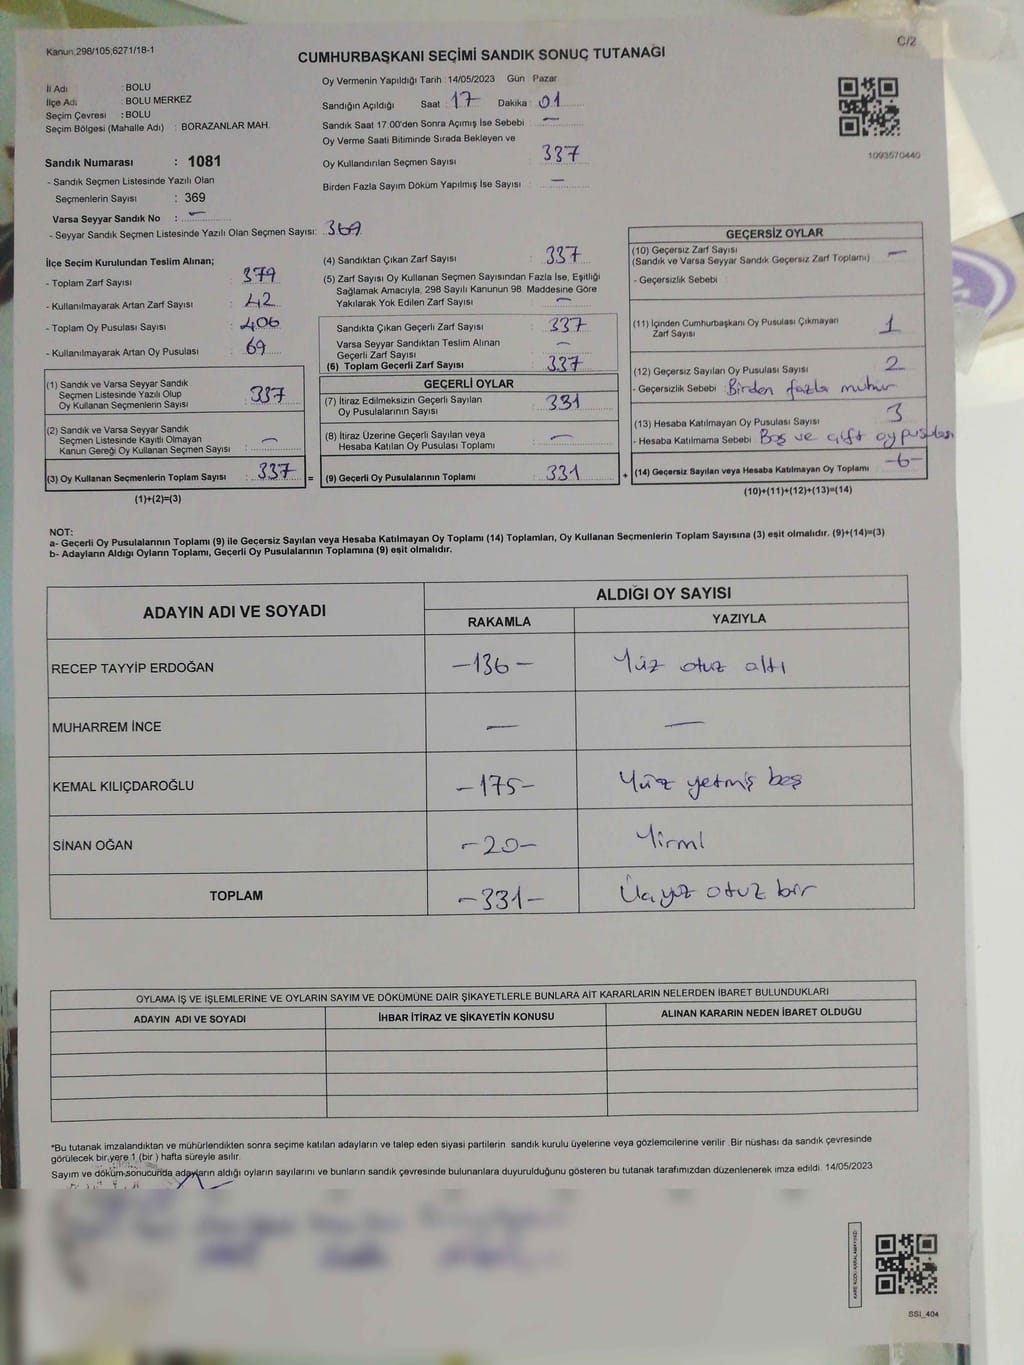 Kanun,298/105;6271/18-1
C/2
CUMHURBAŞKANI SEÇİMİ SANDIK SONUÇ TUTANAĞI
İl Adı : BOLU
İlçe Adı : BOLU MERKEZ
Seçim Çevresi : BOLU
Seçim Bölgesi (Mahalle Adı) : BORAZANLAR MAH.
Sandık Numarası : 1081
- Sandık Seçmen Listesinde Yazılı Olan
Seçmenlerin Sayısı : 369
Varsa Seyyar Sandık No : —
- Seyyar Sandık Seçmen Listesinde Yazılı Olan Seçmen Sayısı: 369
Oy Vermenin Yapıldığı Tarih : 14/05/2023 Gün Pazar
Sandığın Açıldığı Saat : 17 Dakika : 01
Sandık Saat 17:00'den Sonra Açımış İse Sebebi : —
Oy Verme Saati Bitiminde Sırada Bekleyen ve
Oy Kullandırılan Seçmen Sayısı : 337
Birden Fazla Sayım Döküm Yapılmış İse Sayısı : —
1093570440
İlçe Seçim Kurulundan Teslim Alınan;
- Toplam Zarf Sayısı : 379
- Kullanılmayarak Artan Zarf Sayısı : 42
- Toplam Oy Pusulası Sayısı : 406
- Kullanılmayarak Artan Oy Pusulası : 69
(1) Sandık ve Varsa Seyyar Sandık
Seçmen Listesinde Yazılı Olup
Oy Kullanan Seçmenlerin Sayısı : 337
(2) Sandık ve Varsa Seyyar Sandık
Seçmen Listesinde Kayıtlı Olmayan
Kanun Gereği Oy Kullanan Seçmen Sayısı : —
(3) Oy Kullanan Seçmenlerin Toplam Sayısı : 337 =
(1)+(2)=(3)
(4) Sandıktan Çıkan Zarf Sayısı : 337
(5) Zarf Sayısı Oy Kullanan Seçmen Sayısından Fazla İse, Eşitliği
Sağlamak Amacıyla, 298 Sayılı Kanunun 98. Maddesine Göre
Yakılarak Yok Edilen Zarf Sayısı : —
Sandıkta Çıkan Geçerli Zarf Sayısı : 337
Varsa Seyyar Sandıktan Teslim Alınan
Geçerli Zarf Sayısı : —
(6) Toplam Geçerli Zarf Sayısı : 337
GEÇERLİ OYLAR
(7) İtiraz Edilmeksizin Geçerli Sayılan
Oy Pusulalarının Sayısı : 331
(8) İtiraz Üzerine Geçerli Sayılan veya
Hesaba Katılan Oy Pusulası Toplamı : —
(9) Geçerli Oy Pusulalarının Toplamı : 331 +
GEÇERSİZ OYLAR
(10) Geçersiz Zarf Sayısı
(Sandık ve Varsa Seyyar Sandık Geçersiz Zarf Toplamı) : —
- Geçersizlik Sebebi :
(11) İçinden Cumhurbaşkanı Oy Pusulası Çıkmayan
Zarf Sayısı : 1
(12) Geçersiz Sayılan Oy Pusulası Sayısı : 2
- Geçersizlik Sebebi : Birden fazla mühür
(13) Hesaba Katılmayan Oy Pusulası Sayısı : 3
- Hesaba Katılmama Sebebi : Boş ve çift oy pusulası
(14) Geçersiz Sayılan veya Hesaba Katılmayan Oy Toplamı : -6-
(10)+(11)+(12)+(13)=(14)
NOT:
a- Geçerli Oy Pusulalarının Toplamı (9) ile Geçersiz Sayılan veya Hesaba Katılmayan Oy Toplamı (14) Toplamları, Oy Kullanan Seçmenlerin Toplam Sayısına (3) eşit olmalıdır. (9)+(14)=(3)
b- Adayların Aldığı Oyların Toplamı, Geçerli Oy Pusulalarının Toplamına (9) eşit olmalıdır.
ADAYIN ADI VE SOYADI
ALDIĞI OY SAYISI
RAKAMLA YAZIYLA
RECEP TAYYİP ERDOĞAN -136- Yüz otuz altı
MUHARREM İNCE — —
KEMAL KILIÇDAROĞLU -175- Yüz yetmiş beş
SİNAN OĞAN -20- Yirmi
TOPLAM -331- Üçyüz otuz bir
OYLAMA İŞ VE İŞLEMLERİNE VE OYLARIN SAYIM VE DÖKÜMÜNE DAİR ŞİKAYETLERLE BUNLARA AİT KARARLARIN NELERDEN İBARET BULUNDUKLARI
ADAYIN ADI VE SOYADI İHBAR İTİRAZ VE ŞİKAYETİN KONUSU ALINAN KARARIN NEDEN İBARET OLDUĞU
*Bu tutanak imzalandıktan ve mühürlendikten sonra seçime katılan adayların ve talep eden siyasi partilerin sandık kurulu üyelerine veya gözlemcilerine verilir. Bir nüshası da sandık çevresinde
görülecek bir yere 1 (bir) hafta süreyle asılır.
Sayım ve döküm sonucunda adayların aldığı oyların sayılarını ve bunların sandık çevresinde bulunanlara duyurulduğunu gösteren bu tutanak tarafımızdan düzenlenerek imza edildi. 14/05/2023
KARE KODU KARALAMAYINIZ!
SSİ_404